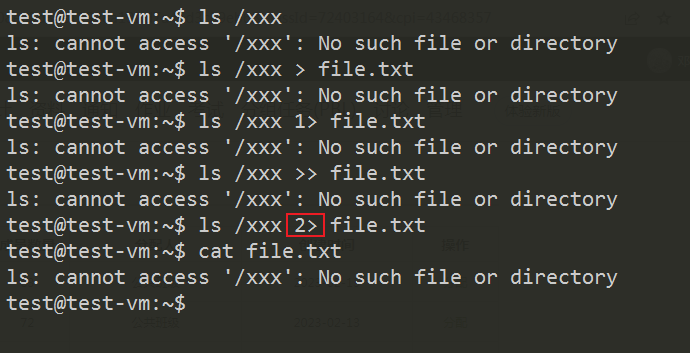 test@test-vm:~$ ls /xxx
ls: cannot access '/xxx': No such file or directory
test@test-vm:~$ ls /xxx > file.txt
ls: cannot access '/xxx': No such file or directory
test@test-vm:~$ ls /xxx 1> file.txt
ls: cannot access '/xxx': No such file or directory
test@test-vm:~$ ls /xxx >> file.txt
ls: cannot access '/xxx': No such file or directory
test@test-vm:~$ ls /xxx 2> file.txt
test@test-vm:~$ cat file.txt
ls: cannot access '/xxx': No such file or directory
test@test-vm:~$